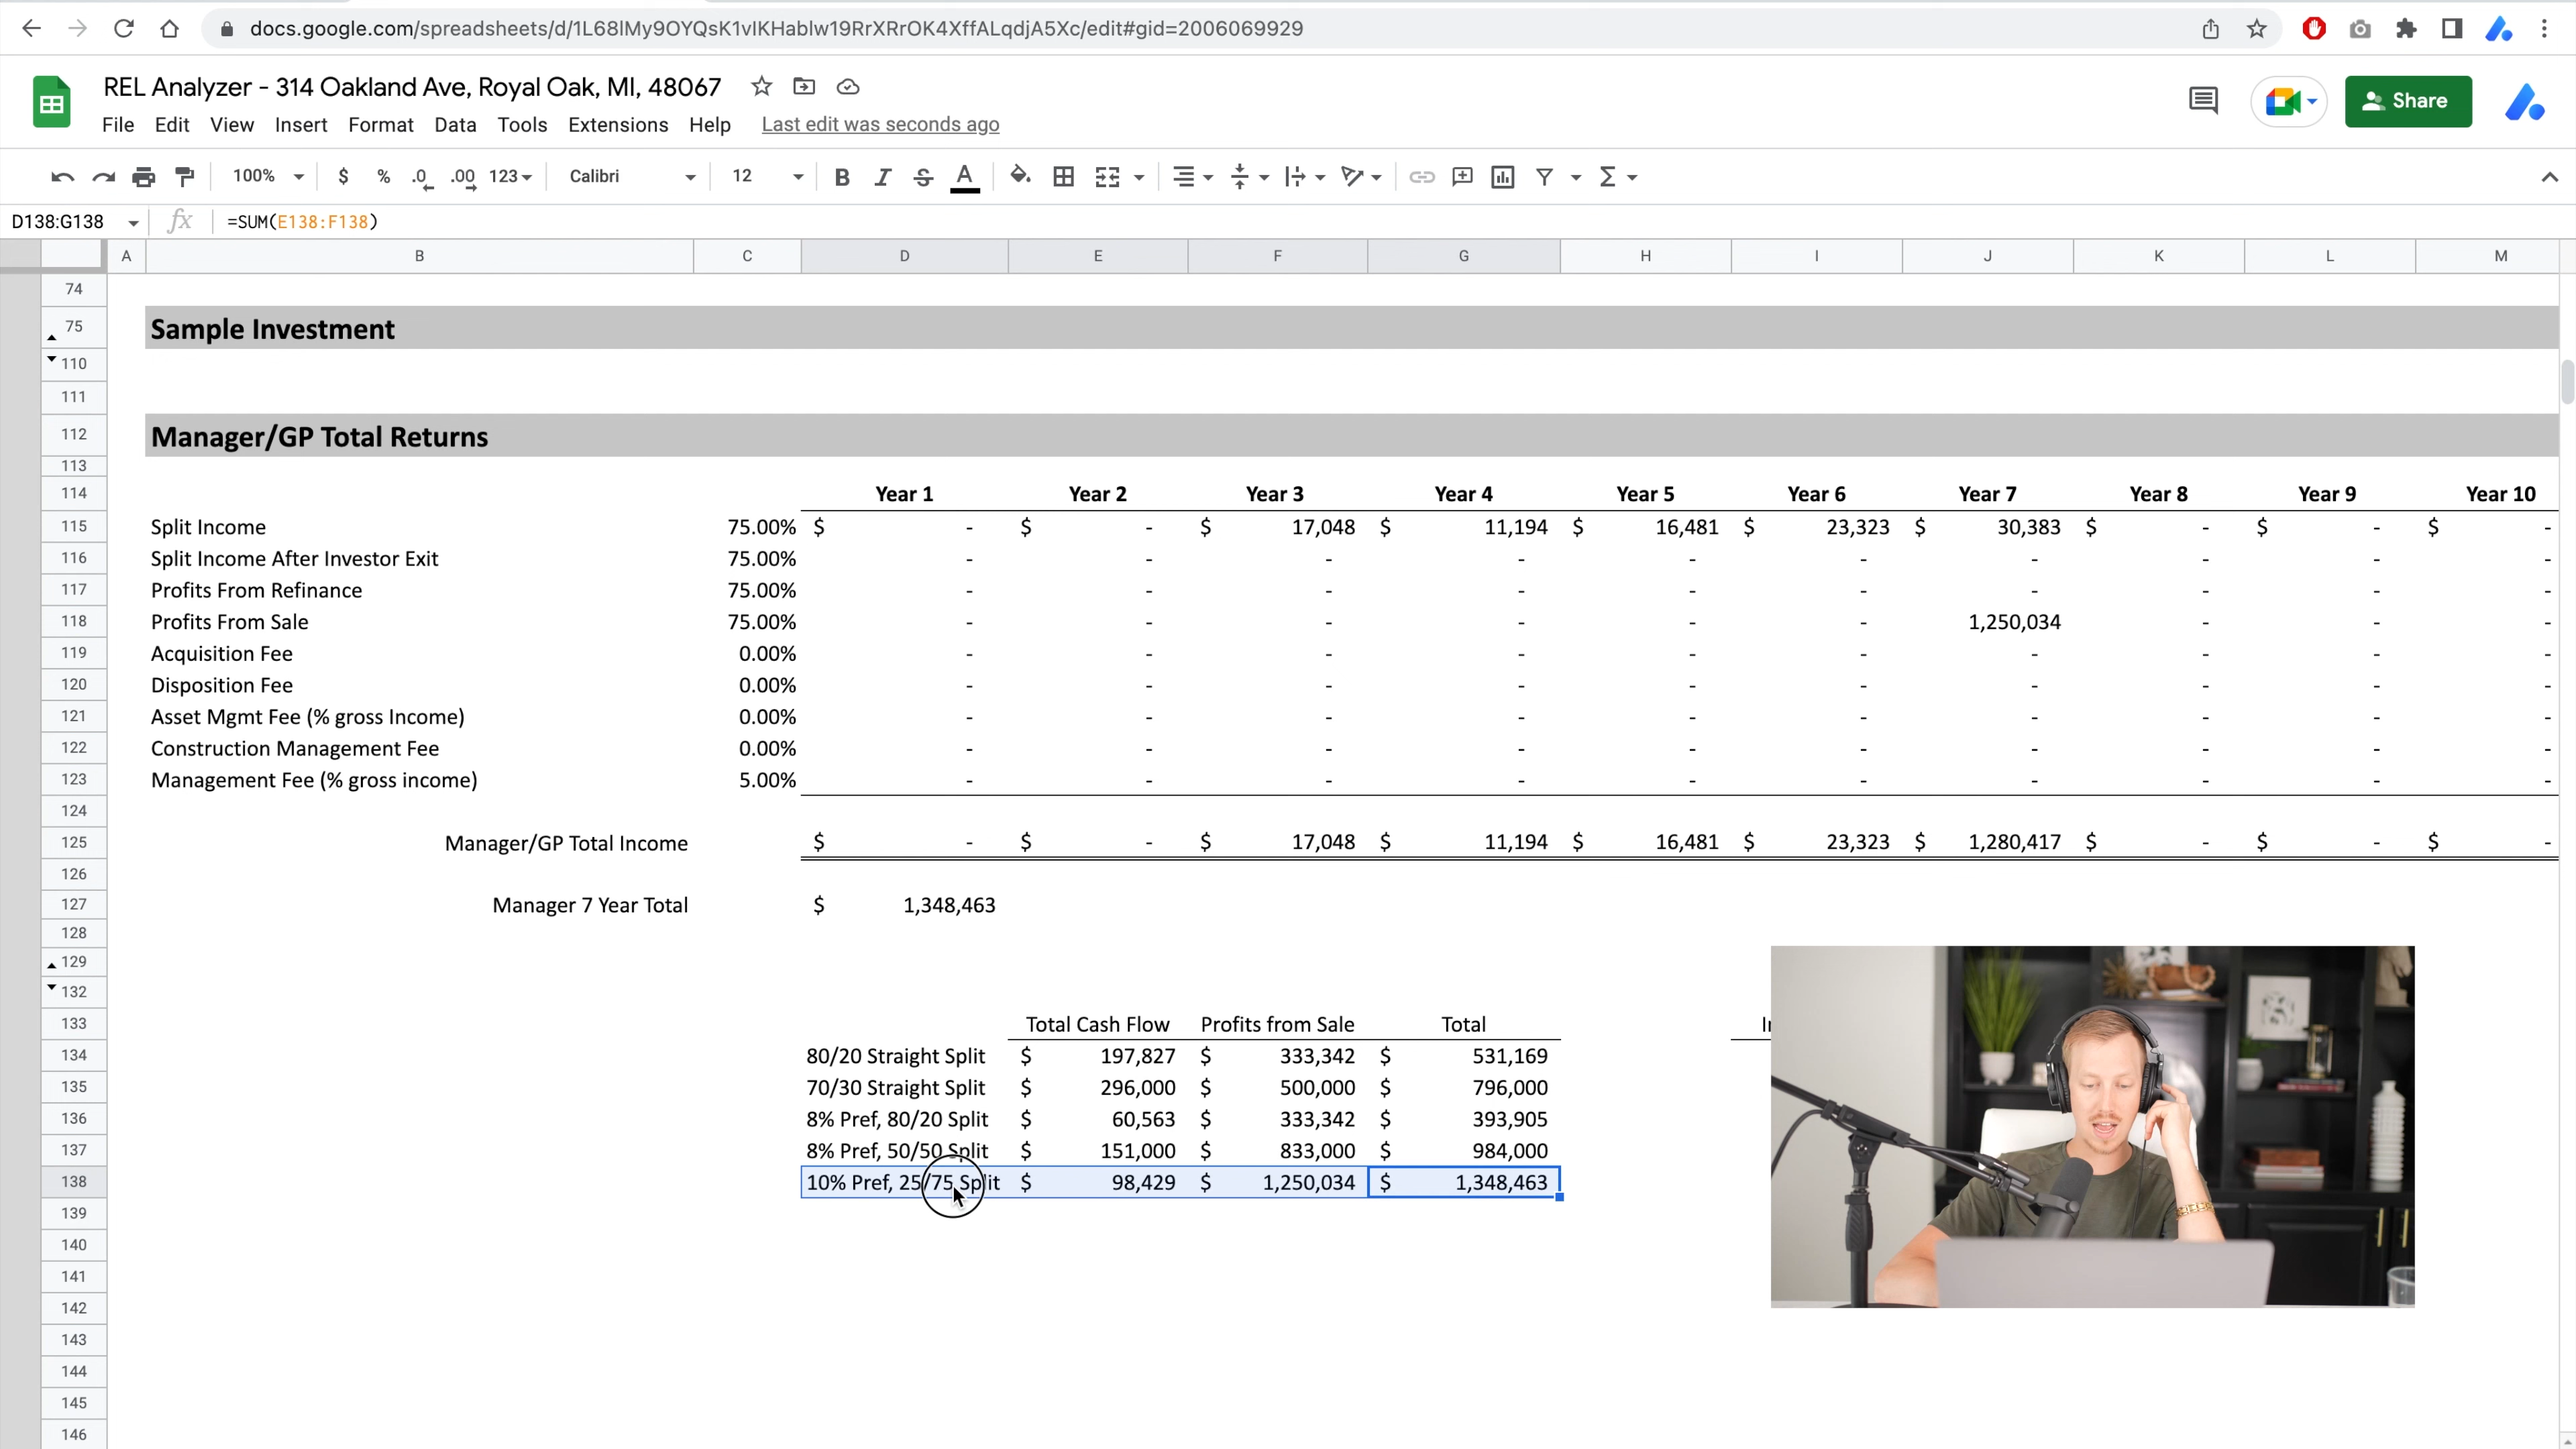 docs.google.com/spreadsheets/d/1L68lMy9OYQsK1vIKHablw19RrXRrOK4XffALqdjA5Xc/edit#gid=2006069929
REL Analyzer - 314 Oakland Ave, Royal Oak, MI, 48067
File Edit View Insert Format Data Tools Extensions Help Last edit was seconds ago
Share
100% $ % .0 .00 123 Calibri 12 B I S A Σ
D138:G138 fx =SUM(E138:F138)
A B C D E F G H I J K L M
74
75 Sample Investment
110
111
112 Manager/GP Total Returns
113
114 Year 1 Year 2 Year 3 Year 4 Year 5 Year 6 Year 7 Year 8 Year 9 Year 10
115 Split Income 75.00% $ - $ - $ 17,048 $ 11,194 $ 16,481 $ 23,323 $ 30,383 $ - $ - $ -
116 Split Income After Investor Exit 75.00% - - - - - - - - - -
117 Profits From Refinance 75.00% - - - - - - - - - -
118 Profits From Sale 75.00% - - - - - - 1,250,034 - - -
119 Acquisition Fee 0.00% - - - - - - - - - -
120 Disposition Fee 0.00% - - - - - - - - - -
121 Asset Mgmt Fee (% gross Income) 0.00% - - - - - - - - - -
122 Construction Management Fee 0.00% - - - - - - - - - -
123 Management Fee (% gross income) 5.00% - - - - - - - - - -
124
125 Manager/GP Total Income $ - $ - $ 17,048 $ 11,194 $ 16,481 $ 23,323 $ 1,280,417 $ - $ - $ -
126
127 Manager 7 Year Total $ 1,348,463
128
129
132
133 Total Cash Flow Profits from Sale Total
134 80/20 Straight Split $ 197,827 $ 333,342 $ 531,169
135 70/30 Straight Split $ 296,000 $ 500,000 $ 796,000
136 8% Pref, 80/20 Split $ 60,563 $ 333,342 $ 393,905
137 8% Pref, 50/50 Split $ 151,000 $ 833,000 $ 984,000
138 10% Pref, 25/75 Split $ 98,429 $ 1,250,034 $ 1,348,463
139
140
141
142
143
144
145
146